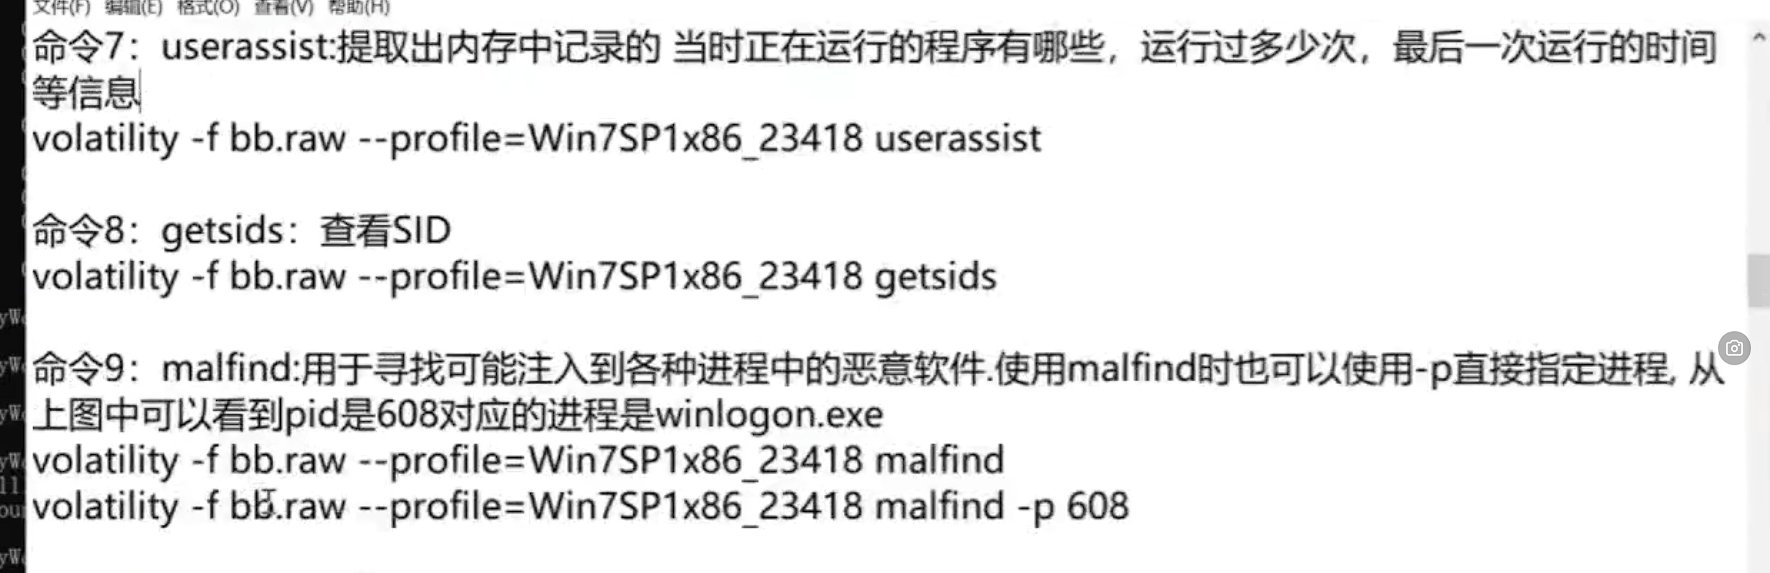 文件(F) 编辑(E) 格式(O) 查看(V) 帮助(H)
命令7：userassist:提取出内存中记录的 当时正在运行的程序有哪些，运行过多少次，最后一次运行的时间
等信息
volatility -f bb.raw --profile=Win7SP1x86_23418 userassist
命令8：getsids：查看SID
volatility -f bb.raw --profile=Win7SP1x86_23418 getsids
命令9：malfind:用于寻找可能注入到各种进程中的恶意软件.使用malfind时也可以使用-p直接指定进程, 从
上图中可以看到pid是608对应的进程是winlogon.exe
volatility -f bb.raw --profile=Win7SP1x86_23418 malfind
volatility -f bb.raw --profile=Win7SP1x86_23418 malfind -p 608